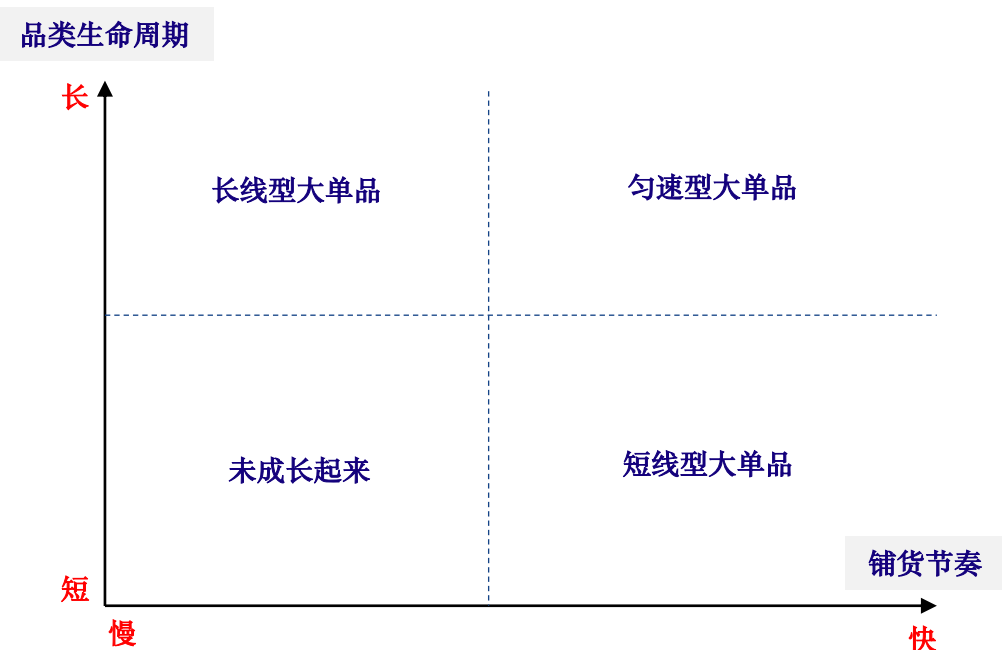 品类生命周期
长
长线型大单品
匀速型大单品
未成长起来
短线型大单品
铺货节奏
短
慢
快